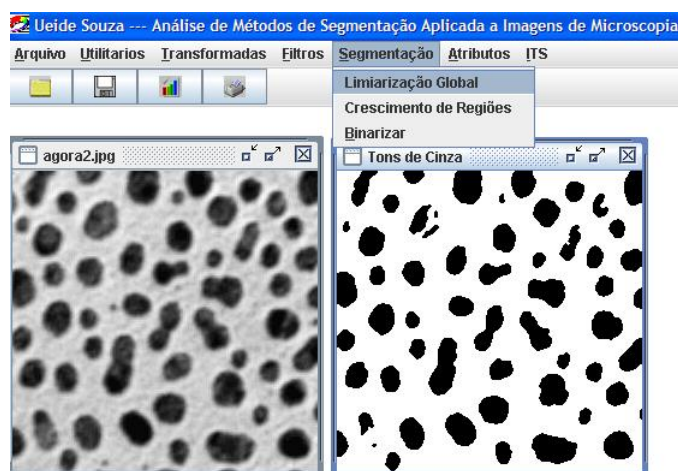 Ueide Souza --- Análise de Métodos de Segmentação Aplicada a Imagens de Microscopia
Arquivo Utilitarios Transformadas Filtros Segmentação Atributos ITS
Limiarização Global
Crescimento de Regiões
Binarizar
agora2.jpg
Tons de Cinza